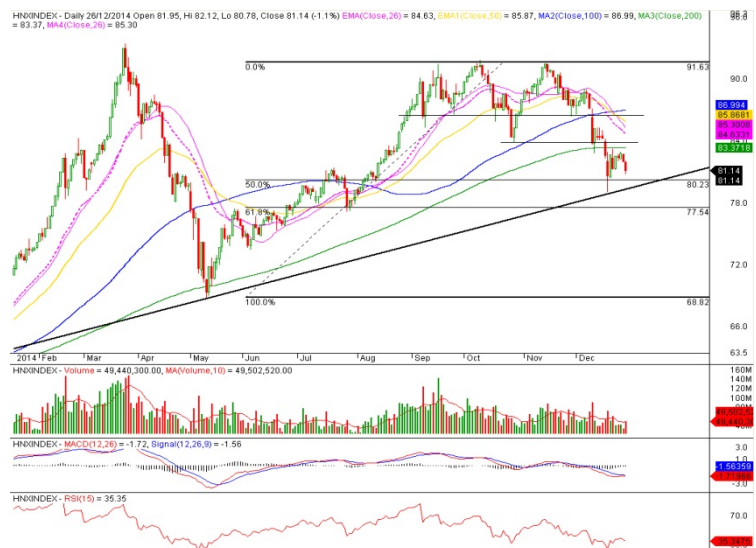 HNXINDEX - Daily 26/12/2014 Open 81.95, Hi 82.12, Lo 80.78, Close 81.14 (-1.1%) EMA(Close,26) = 84.63, EMA1(Close,50) = 85.87, MA2(Close,100) = 86.99, MA3(Close,200)
= 83.37, MA4(Close,26) = 85.30
0.0%
91.63
90.0
86.994
85.8681
84.6331
83.3718
81.14
81.14
50.0%
80.23
78.0
61.8%
77.54
72.0
100.0%
68.82
66.0
63.5
2014 Feb Mar Apr May Jun Jul Aug Sep Oct Nov Dec
HNXINDEX - Volume = 49,440,300.00, MA(Volume,10) = 49,502,520.00
160M
140M
120M
HNXINDEX - MACD(12,26) = -1.72, Signal(12,26,9) = -1.56
3.0
-1.56359
-3.0
HNXINDEX - RSI(15) = 35.35
70.0